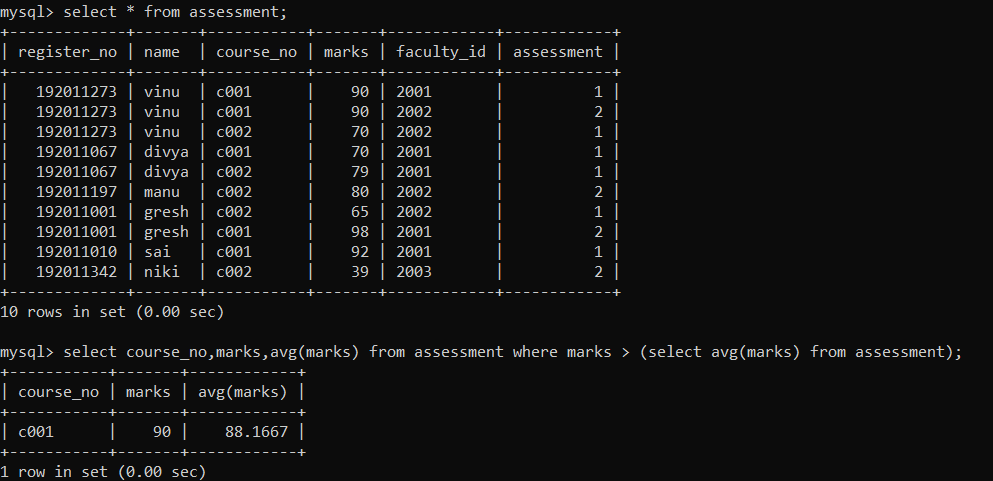 mysql> select * from assessment;
+-------------+-------+-----------+-------+------------+------------+
| register_no | name  | course_no | marks | faculty_id | assessment |
+-------------+-------+-----------+-------+------------+------------+
|   192011273 | vinu  | c001      |    90 | 2001       |          1 |
|   192011273 | vinu  | c001      |    90 | 2002       |          2 |
|   192011273 | vinu  | c002      |    70 | 2002       |          1 |
|   192011067 | divya | c001      |    70 | 2001       |          1 |
|   192011067 | divya | c002      |    79 | 2001       |          1 |
|   192011197 | manu  | c002      |    80 | 2002       |          2 |
|   192011001 | gresh | c002      |    65 | 2002       |          1 |
|   192011001 | gresh | c001      |    98 | 2001       |          2 |
|   192011010 | sai   | c001      |    92 | 2001       |          1 |
|   192011342 | niki  | c002      |    39 | 2003       |          2 |
+-------------+-------+-----------+-------+------------+------------+
10 rows in set (0.00 sec)

mysql> select course_no,marks,avg(marks) from assessment where marks > (select avg(marks) from assessment);
+-----------+-------+------------+
| course_no | marks | avg(marks) |
+-----------+-------+------------+
| c001      |    90 |    88.1667 |
+-----------+-------+------------+
1 row in set (0.00 sec)